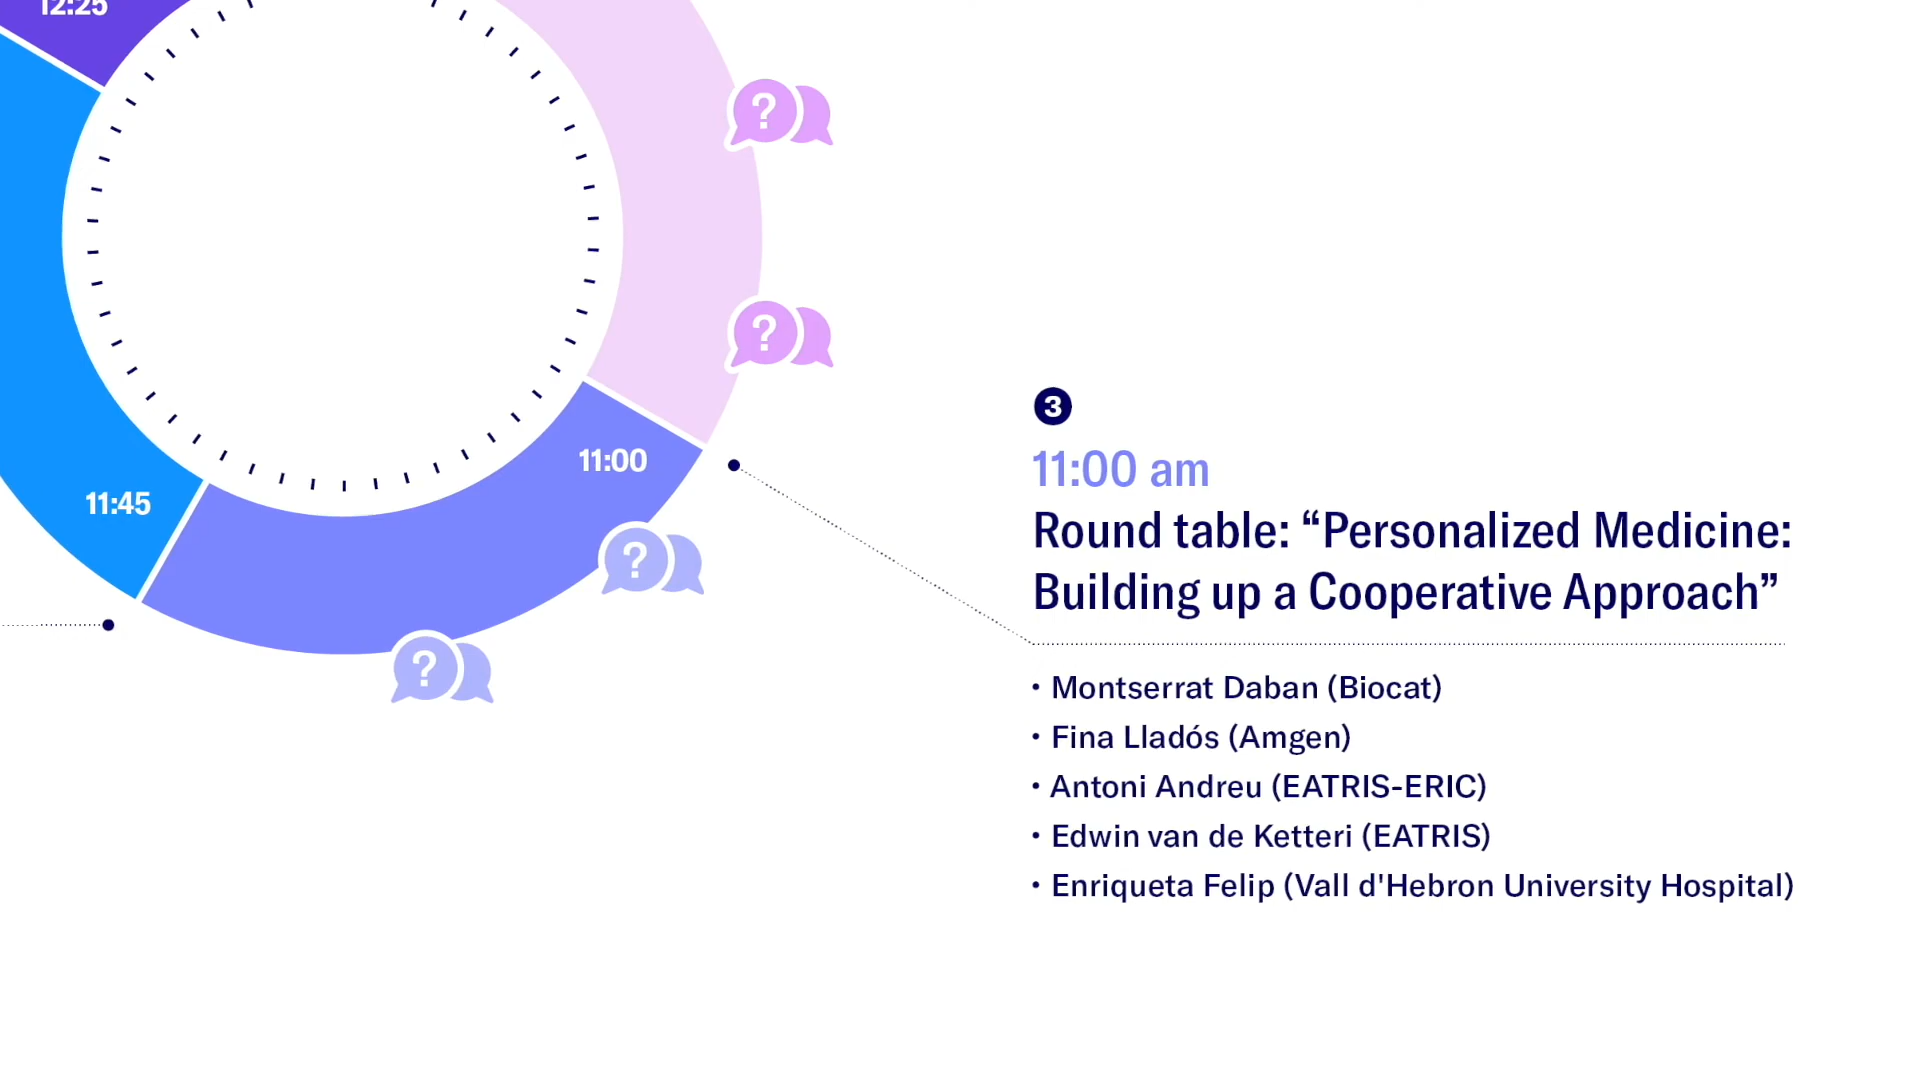 12:25
?
?
3
11:00 am
11:00
Round table: “Personalized Medicine:
11:45
?
Building up a Cooperative Approach”
?
• Montserrat Daban (Biocat)
• Fina Lladós (Amgen)
• Antoni Andreu (EATRIS-ERIC)
• Edwin van de Ketteri (EATRIS)
• Enriqueta Felip (Vall d'Hebron University Hospital)